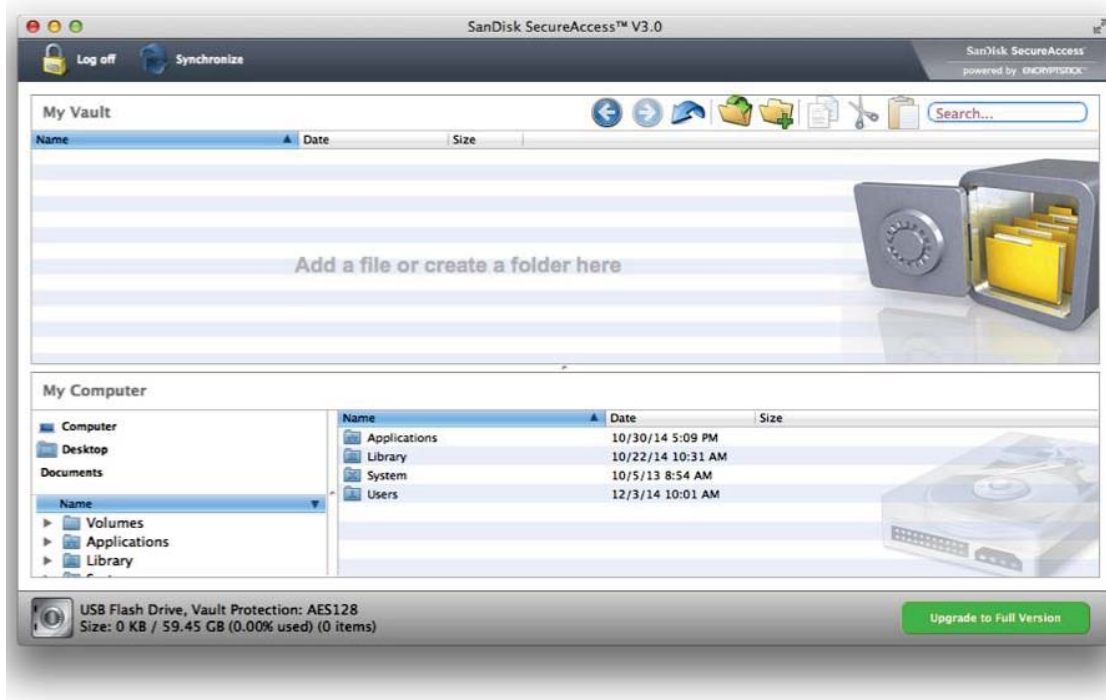 SanDisk SecureAccess™ V3.0
Log off
Synchronize
SanDisk SecureAccess™
powered by ENCRYPTSTICK™
My Vault
Search...
Name Date Size
Add a file or create a folder here
My Computer
Computer
Desktop
Documents
Name
Volumes
Applications
Library
Name Date Size
Applications 10/30/14 5:09 PM
Library 10/22/14 10:31 AM
System 10/5/13 8:54 AM
Users 12/3/14 10:01 AM
USB Flash Drive, Vault Protection: AES128
Size: 0 KB / 59.45 GB (0.00% used) (0 items)
Upgrade to Full Version